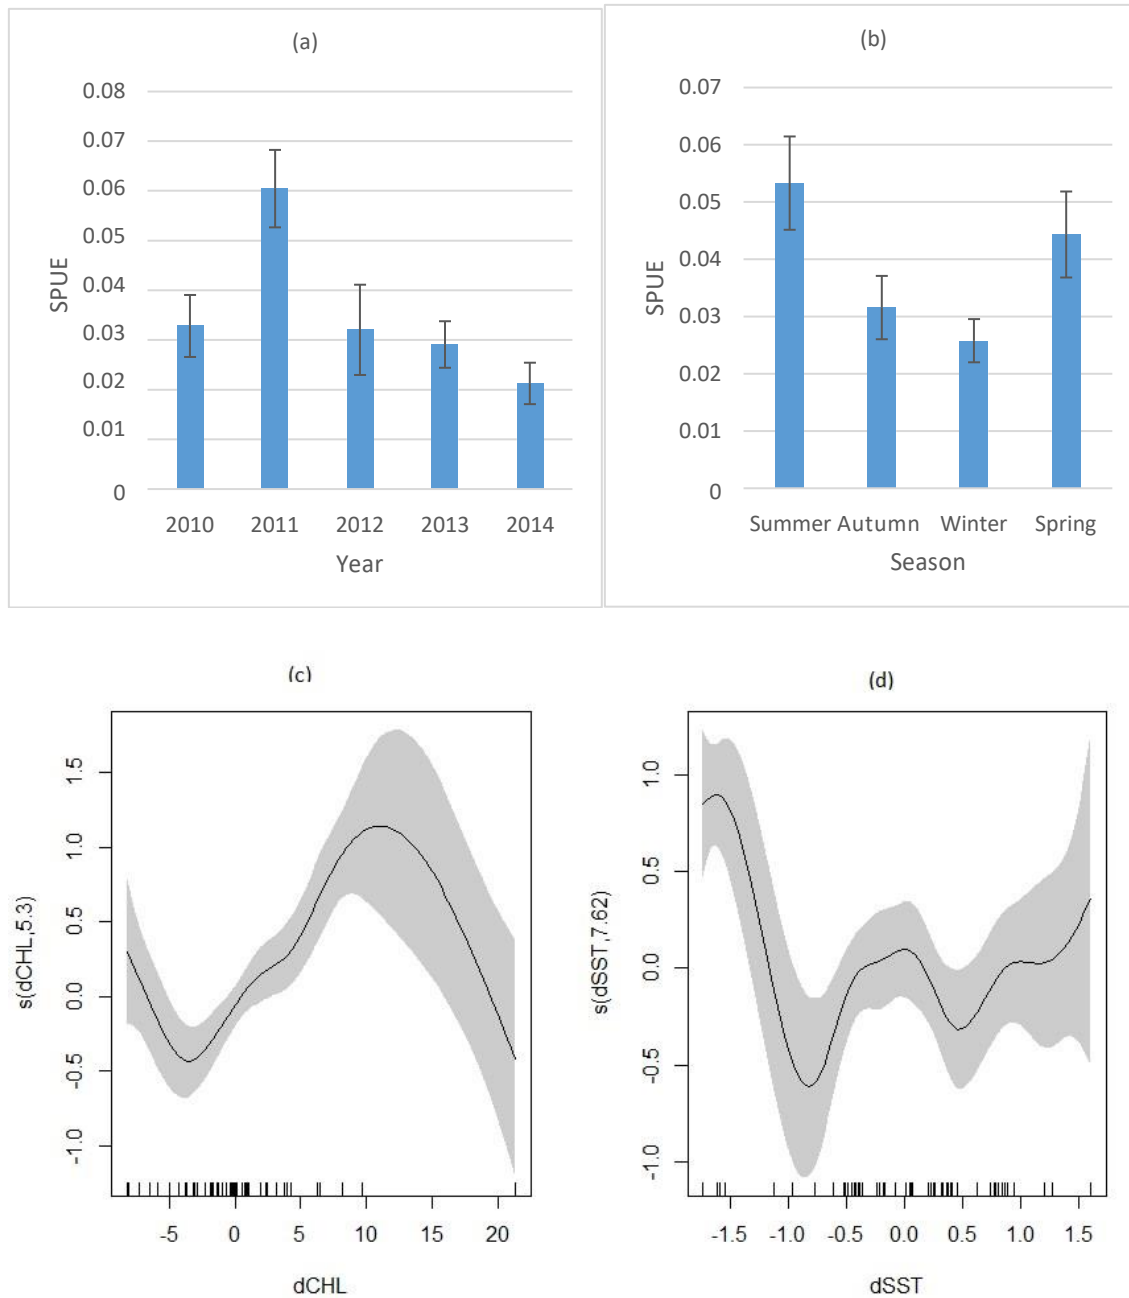 (a)
0.08
0.07
0.06
0.05
0.04
0.03
0.02
0.01
0
SPUE
2010 2011 2012 2013 2014
Year
(b)
0.07
0.06
0.05
0.04
0.03
0.02
0.01
0
SPUE
Summer Autumn Winter Spring
Season
(c)
1.5
1.0
0.5
0.0
-0.5
-1.0
s(dCHL,5.3)
-5 0 5 10 15 20
dCHL
(d)
1.0
0.5
0.0
-0.5
-1.0
s(dSST,7.62)
-1.5 -1.0 -0.5 0.0 0.5 1.0 1.5
dSST